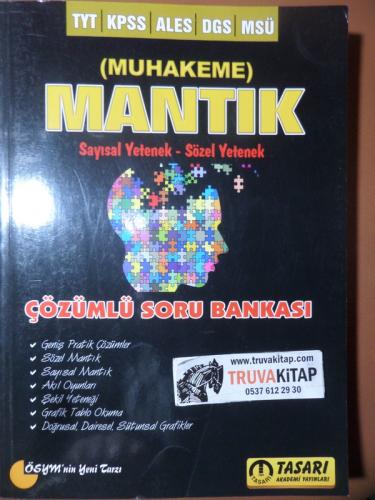 TYT | KPSS | ALES | DGS | MSÜ
(MUHAKEME)
MANTIK
Sayısal Yetenek - Sözel Yetenek
ÇÖZÜMLÜ SORU BANKASI
Geniş Pratik Çözümler
Sözel Mantık
Sayısal Mantık
Akıl Oyunları
Şekil Yeteneği
Grafik Tablo Okuma
Doğrusal, Dairesel, Sütunsal Grafikler
www.truvakitap.com
TRUVAKİTAP
0537 612 29 30
ÖSYM'nin Yeni Tarzı
TASARI
TASARI
AKADEMİ YAYINLARI